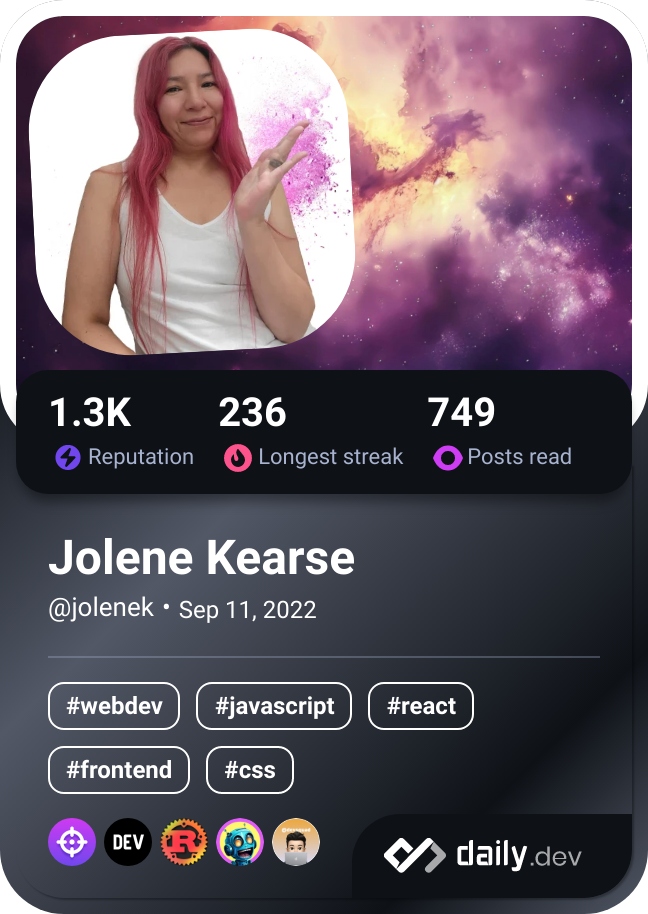 1.3K 236 749
Reputation Longest streak Posts read
Jolene Kearse
@jolenek • Sep 11, 2022
#webdev #javascript #react
#frontend #css
DEV R
daily.dev